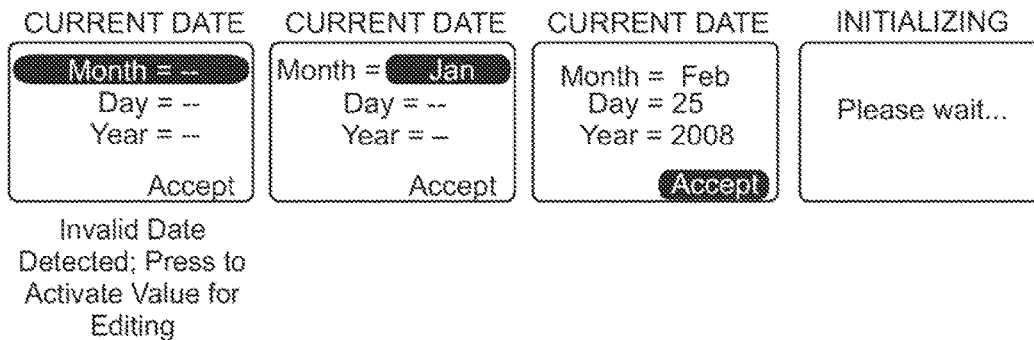 CURRENT DATE
Month = --
Day = --
Year = --
Accept
Invalid Date
Detected; Press to
Activate Value for
Editing
CURRENT DATE
Month = Jan
Day = --
Year = --
Accept
CURRENT DATE
Month = Feb
Day = 25
Year = 2008
Accept
INITIALIZING
Please wait...